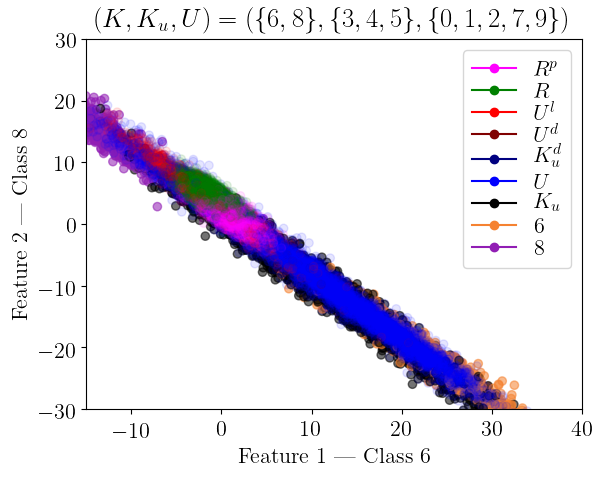 (K, K_u, U) = ({6, 8}, {3, 4, 5}, {0, 1, 2, 7, 9})
30
20
10
0
−10
−20
−30
Feature 2 — Class 8
R^p
R
U^l
U^d
K_u^d
U
K_u
6
8
−10
0
10
20
30
40
Feature 1 — Class 6